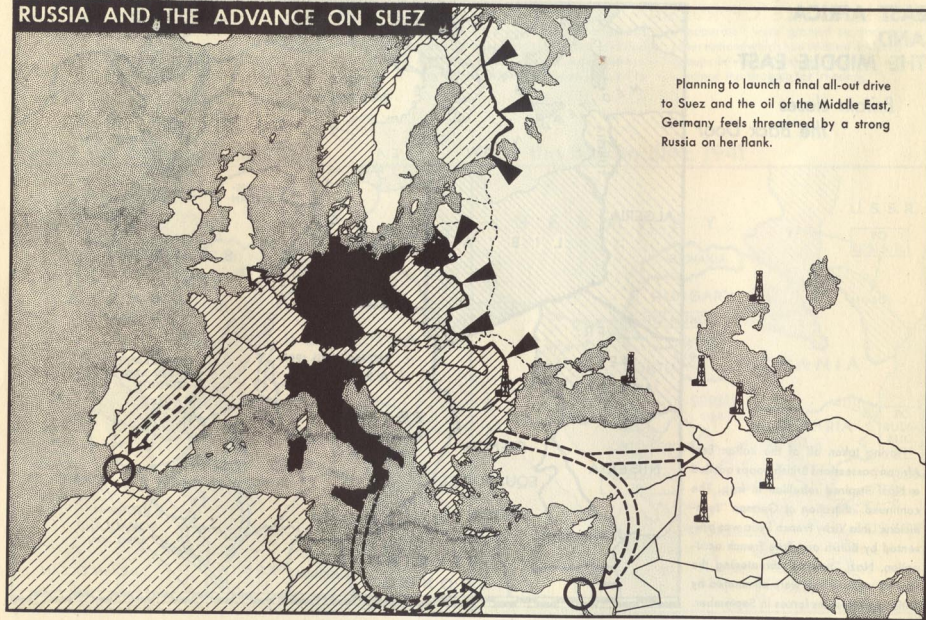 RUSSIA AND THE ADVANCE ON SUEZ
Planning to launch a final all-out drive
to Suez and the oil of the Middle East,
Germany feels threatened by a strong
Russia on her flank.